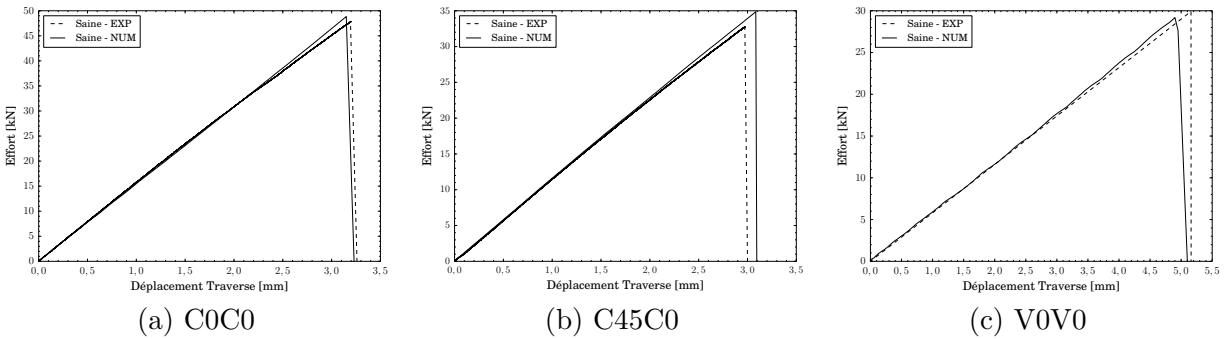 50
45
40
35
30
25
20
15
10
5
0
Effort [kN]
Saine - EXP
Saine - NUM
0,0 0,5 1,0 1,5 2,0 2,5 3,0 3,5
Déplacement Traverse [mm]
(a) C0C0
35
30
25
20
15
10
5
0
Effort [kN]
Saine - EXP
Saine - NUM
0,0 0,5 1,0 1,5 2,0 2,5 3,0 3,5
Déplacement Traverse [mm]
(b) C45C0
30
25
20
15
10
5
0
Effort [kN]
Saine - EXP
Saine - NUM
0,0 0,5 1,0 1,5 2,0 2,5 3,0 3,5 4,0 4,5 5,0 5,5
Déplacement Traverse [mm]
(c) V0V0